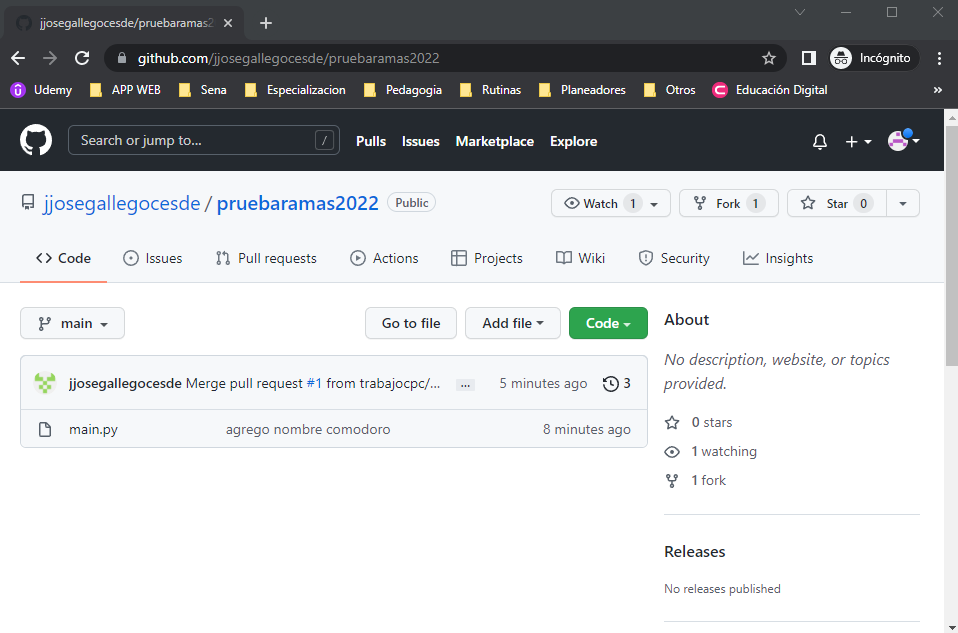 jjosegallegocesde/pruebaramas2
github.com/jjosegallegocesde/pruebaramas2022
Incógnito
Udemy APP WEB Sena Especializacion Pedagogia Rutinas Planeadores Otros Educación Digital »
Search or jump to... /
Pulls Issues Marketplace Explore
jjosegallegocesde / pruebaramas2022 Public
Watch 1 Fork 1 Star 0
Code Issues Pull requests Actions Projects Wiki Security Insights
main Go to file Add file Code
jjosegallegocesde Merge pull request #1 from trabajocpc/... ... 5 minutes ago 3
main.py agrego nombre comodoro 8 minutes ago
About
No description, website, or topics
provided.
0 stars
1 watching
1 fork
Releases
No releases published